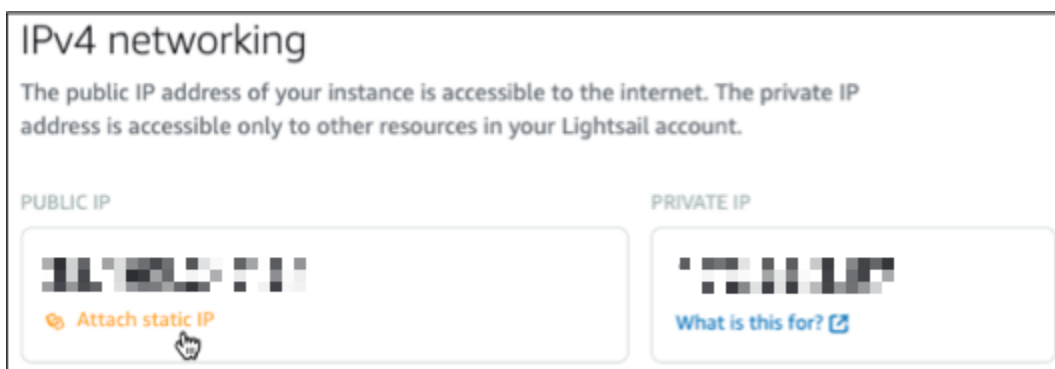 IPv4 networking
The public IP address of your instance is accessible to the internet. The private IP
address is accessible only to other resources in your Lightsail account.
PUBLIC IP
Attach static IP
PRIVATE IP
What is this for?